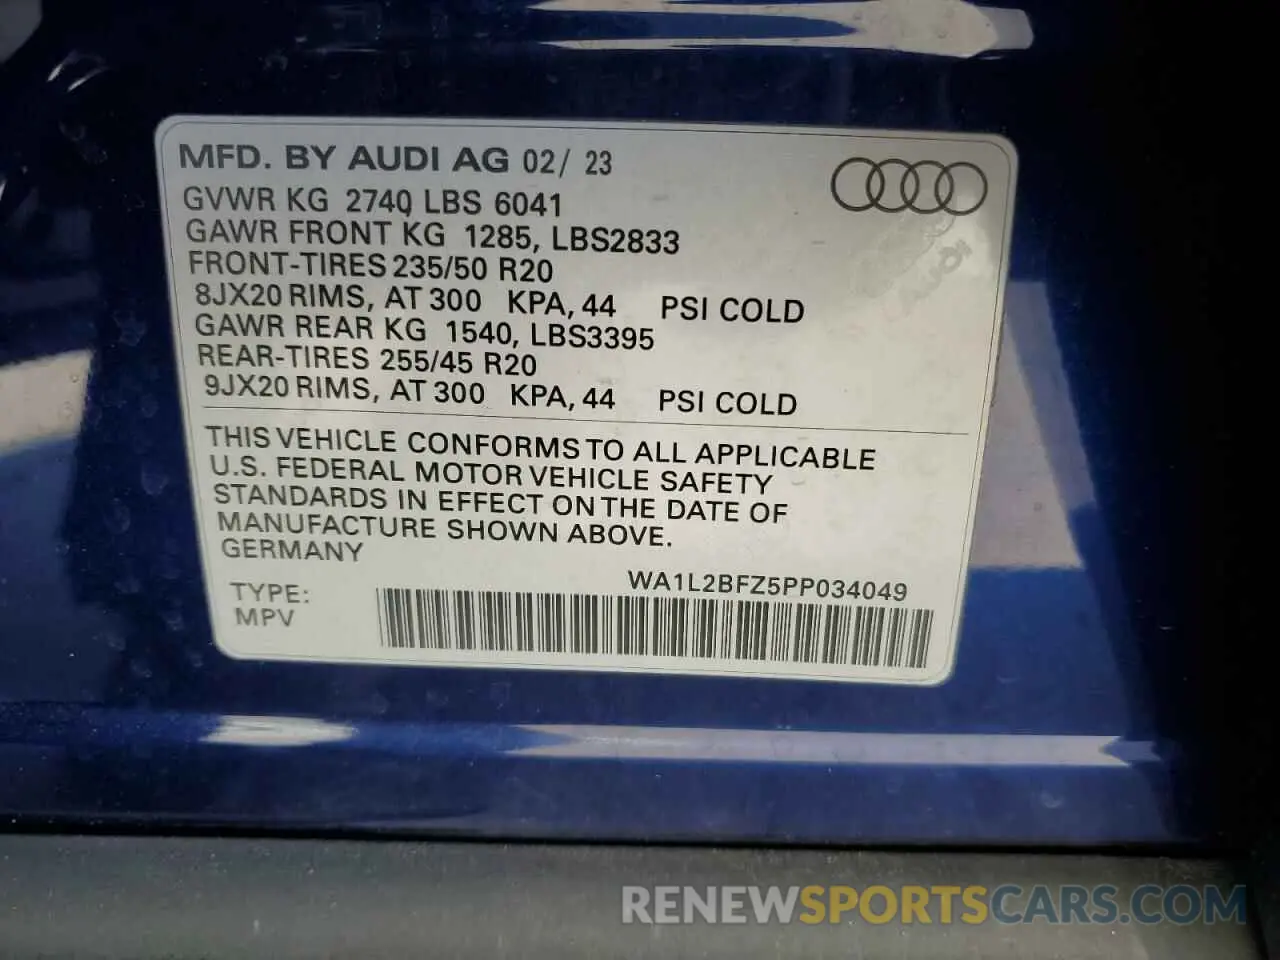 MFD. BY AUDI AG 02/ 23
GVWR KG 2740 LBS 6041
GAWR FRONT KG 1285, LBS2833
FRONT-TIRES 235/50 R20
8JX20 RIMS, AT 300 KPA, 44 PSI COLD
GAWR REAR KG 1540, LBS3395
REAR-TIRES 255/45 R20
9JX20 RIMS, AT 300 KPA, 44 PSI COLD
THIS VEHICLE CONFORMS TO ALL APPLICABLE
U.S. FEDERAL MOTOR VEHICLE SAFETY
STANDARDS IN EFFECT ON THE DATE OF
MANUFACTURE SHOWN ABOVE.
GERMANY
WA1L2BFZ5PP034049
TYPE:
MPV
AUDI
RENEWSPORTSCARS.COM